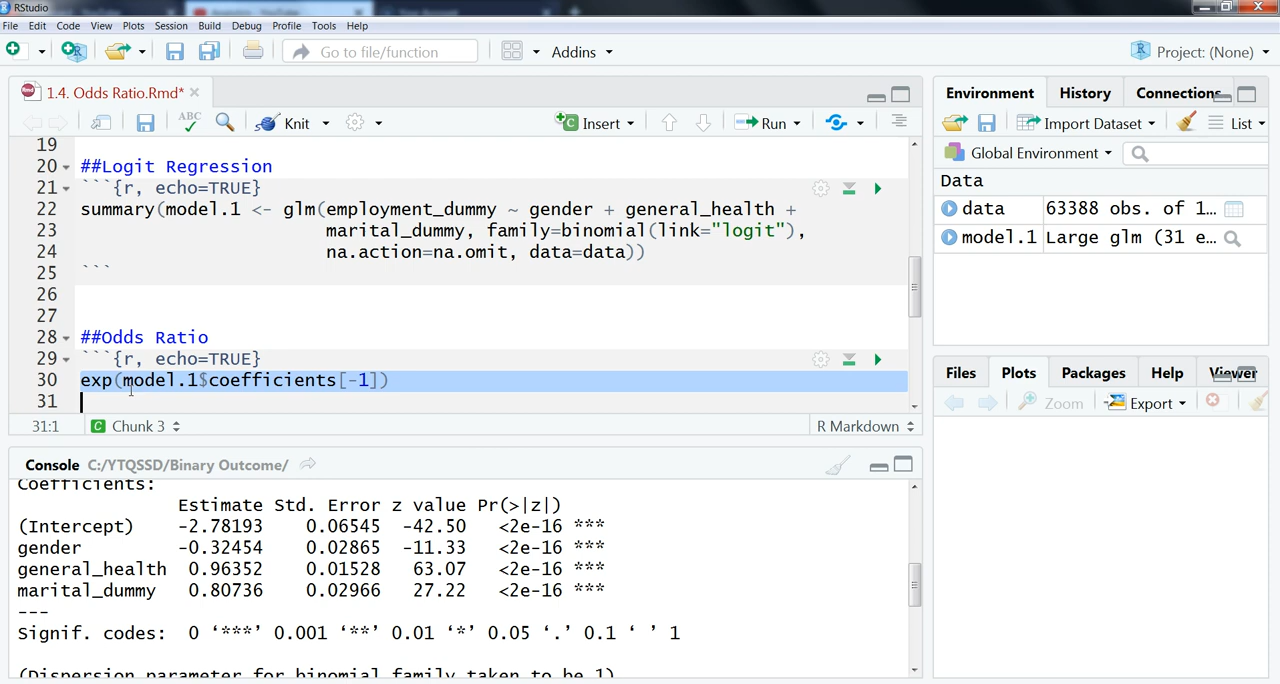 RStudio
File Edit Code View Plots Session Build Debug Profile Tools Help
Go to file/function
Addins
Project: (None)
1.4. Odds Ratio.Rmd*
ABC
Knit
Insert
Run
19
20 ##Logit Regression
21 ```{r, echo=TRUE}
22 summary(model.1 <- glm(employment_dummy ~ gender + general_health +
23 marital_dummy, family=binomial(link="logit"),
24 na.action=na.omit, data=data))
25 ```
26
27
28 ##Odds Ratio
29 ```{r, echo=TRUE}
30 exp(model.1$coefficients[-1])
31
31:1 C Chunk 3 R Markdown
Console C:/YTQSSD/Binary Outcome/
Coefficients:
Estimate Std. Error z value Pr(>|z|)
(Intercept) -2.78193 0.06545 -42.50 <2e-16 ***
gender -0.32454 0.02865 -11.33 <2e-16 ***
general_health 0.96352 0.01528 63.07 <2e-16 ***
marital_dummy 0.80736 0.02966 27.22 <2e-16 ***
---
Signif. codes: 0 ‘***’ 0.001 ‘**’ 0.01 ‘*’ 0.05 ‘.’ 0.1 ‘ ’ 1
(Dispersion parameter for binomial family taken to be 1)
Environment History Connections
Import Dataset List
Global Environment
Data
data 63388 obs. of 1...
model.1 Large glm (31 e...
Files Plots Packages Help Viewer
Zoom Export